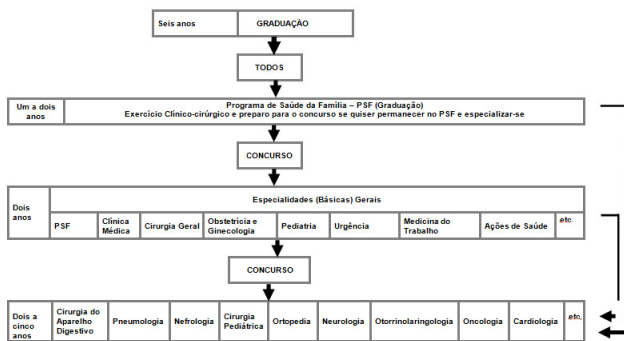 Seis anos GRADUAÇÃO
TODOS
Um a dois
anos
Programa de Saúde da Família – PSF (Graduação)
Exercício Clínico-cirúrgico e preparo para o concurso se quiser permanecer no PSF e especializar-se
CONCURSO
Dois
anos
Especialidades (Básicas) Gerais
PSF
Clínica
Médica
Cirurgia Geral
Obstetrícia e
Ginecologia
Pediatria
Urgência
Medicina do
Trabalho
Ações de Saúde
etc.
CONCURSO
Dois a
cinco
anos
Cirurgia do
Aparelho
Digestivo
Pneumologia
Nefrologia
Cirurgia
Pediátrica
Ortopedia
Neurologia
Otorrinolaringologia
Oncologia
Cardiologia
etc.